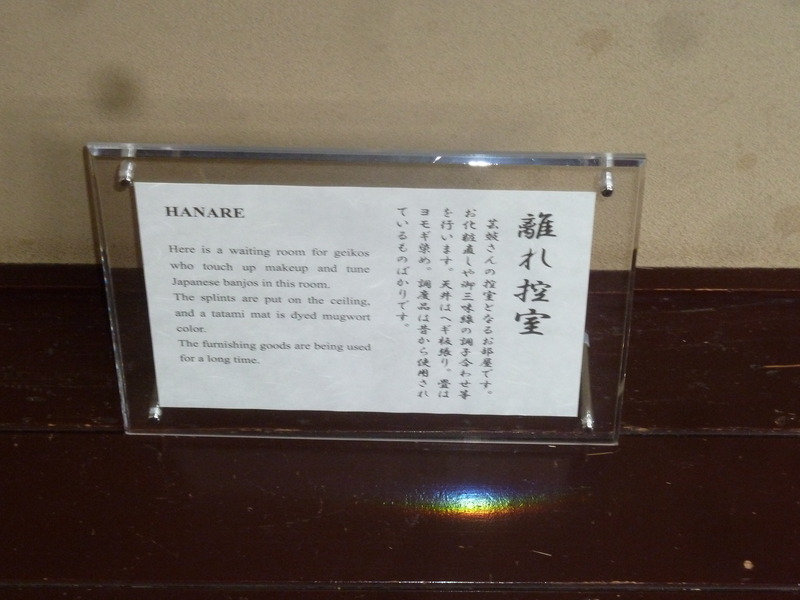 HANARE
Here is a waiting room for geikos
who touch up makeup and tune
Japanese banjos in this room.
The splints are put on the ceiling,
and a tatami mat is dyed mugwort
color.
The furnishing goods are being used
for a long time.
離れ控室
芸妓さんの控室となるお部屋です。
お化粧直しや御三味線の調子合わせ等
を行います。天井はヘギ板張り。畳は
ヨモギ染め。調度品は昔から使用され
ているものばかりです。